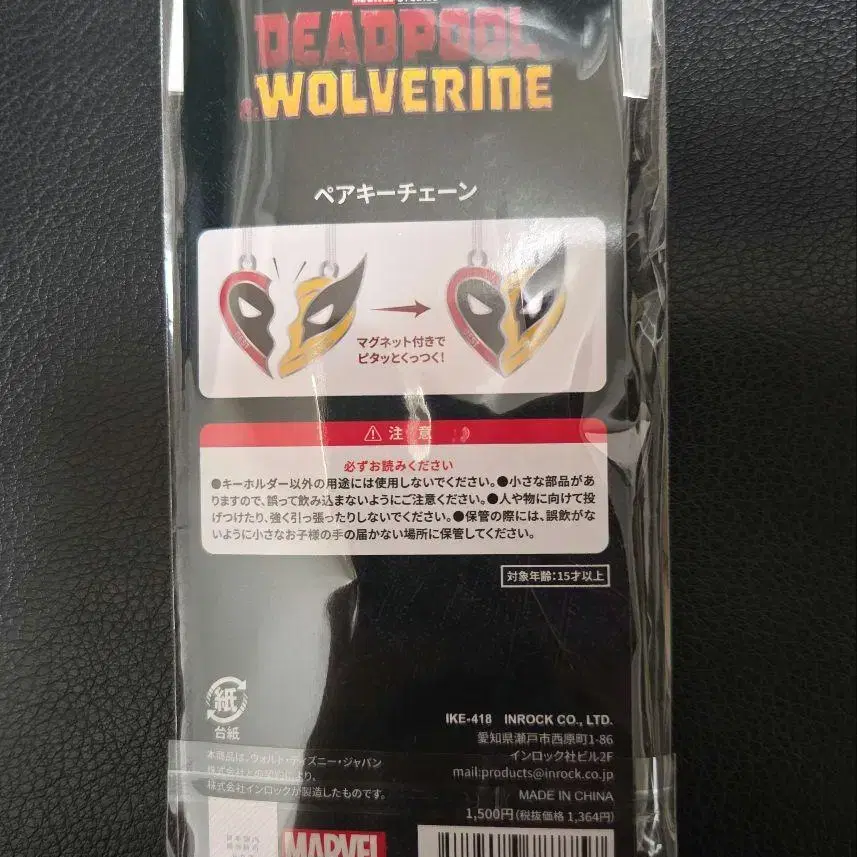 DEADPOOL
&WOLVERINE
ペアキーチェーン
マグネット付きで
ピタッとくっつく!
⚠ 注意
必ずお読みください
●キーホルダー以外の用途には使用しないでください。●小さな部品があ
りますので、誤って飲み込まないようにご注意ください。●人や物に向けて投
げつけたり、強く引っ張ったりしないでください。●保管の際には、誤飲がな
いように小さなお子様の手の届かない場所に保管してください。
対象年齢:15才以上
紙
台紙
IKE-418 INROCK CO., LTD.
愛知県瀬戸市西原町1-86
インロック社ビル2F
mail:products@inrock.co.jp
本商品は、ウォルト・ディズニー・ジャパン
株式会社との契約により、
株式会社インロックが製造したものです。
MADE IN CHINA
1,500円(税抜価格 1,364円)
MARVEL